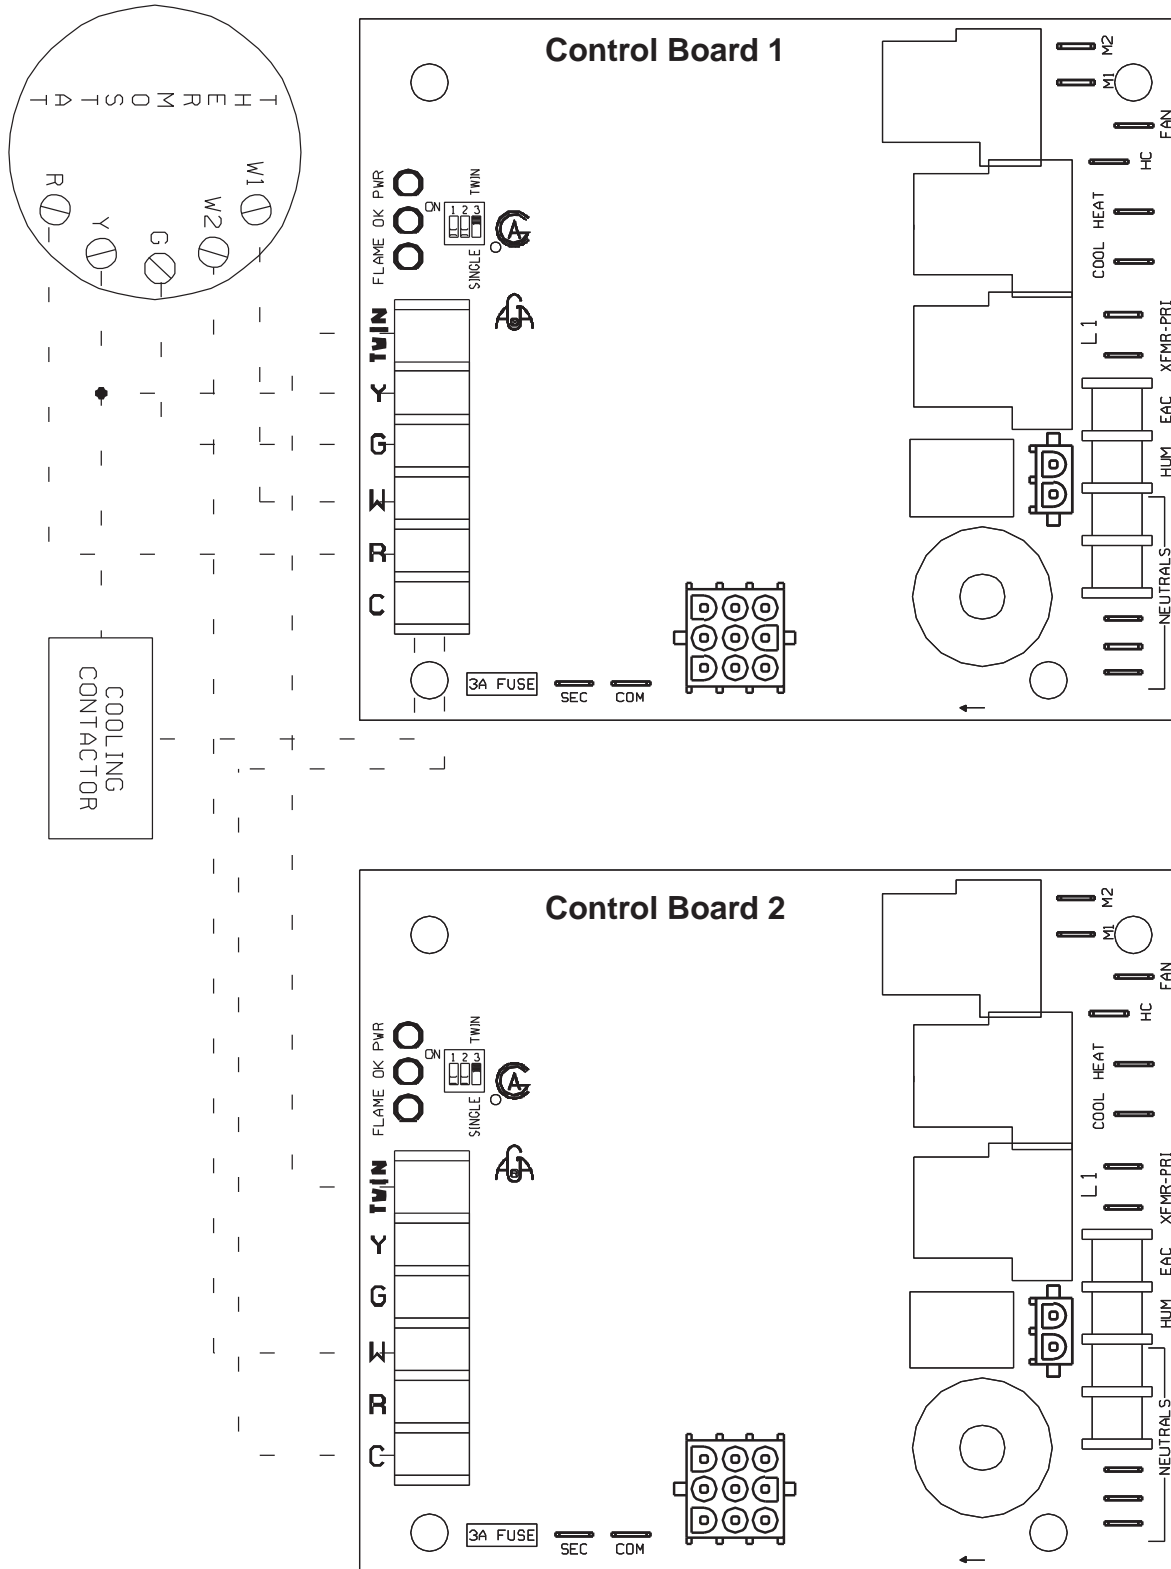 THERMOSTAT
R
Y
G
W2
W1
COOLING
CONTACTOR
Control Board 1
M2
M1
FAN
HC
HEAT
COOL
L1
XFMR-PRI
EAC
HUM
NEUTRALS
PWR
OK
FLAME
ON
1 2 3
TWIN
SINGLE
A
TWIN
Y
G
W
R
C
3A FUSE
SEC
COM
Control Board 2
M2
M1
FAN
HC
HEAT
COOL
L1
XFMR-PRI
EAC
HUM
NEUTRALS
PWR
OK
FLAME
ON
1 2 3
TWIN
SINGLE
A
TWIN
Y
G
W
R
C
3A FUSE
SEC
COM